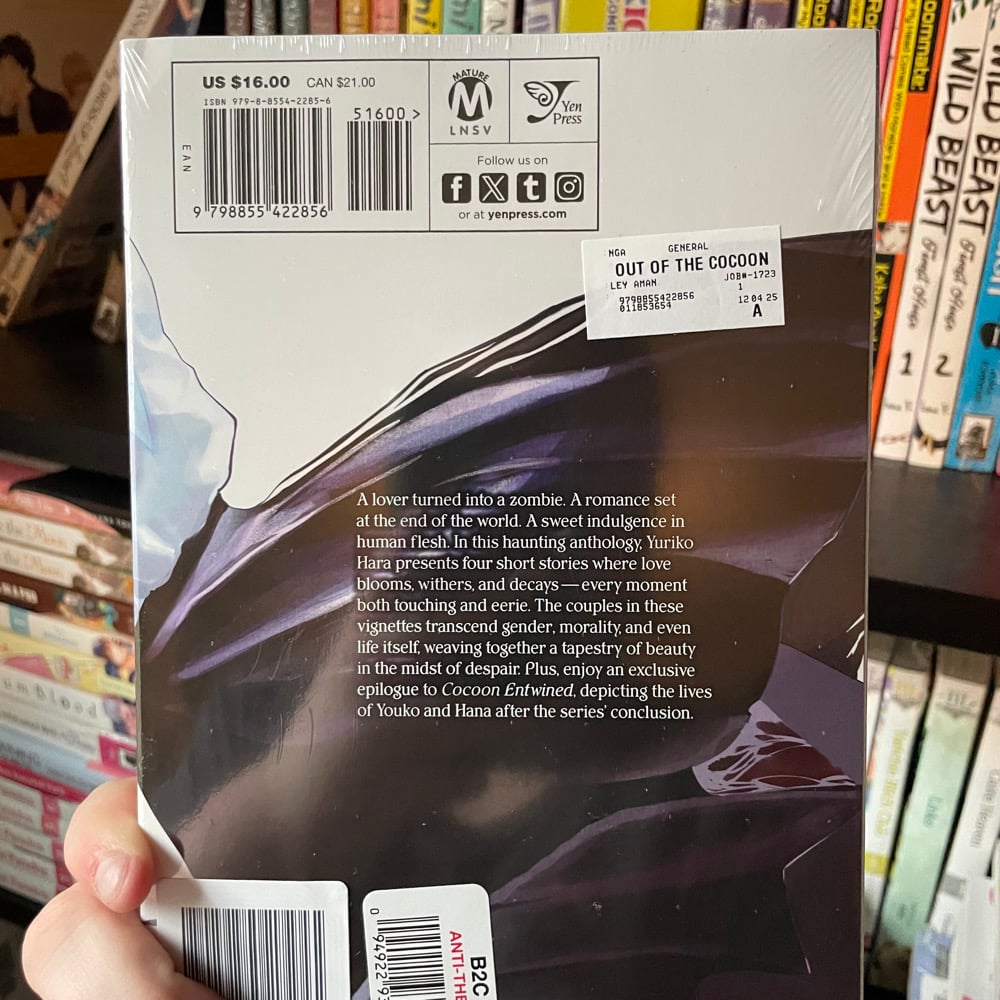 US $16.00 CAN $21.00
ISBN 979-8-8554-2285-6
51600 >
EAN
9 798855 422856
MATURE
M
LNSV
Yen
Press
Follow us on
or at yenpress.com
NGA GENERAL
OUT OF THE COCOON
LEY AMAN JOB#-1723
1
9798855422856 12 04 25
011853654 A
A lover turned into a zombie. A romance set
at the end of the world. A sweet indulgence in
human flesh. In this haunting anthology, Yuriko
Hara presents four short stories where love
blooms, withers, and decays — every moment
both touching and eerie. The couples in these
vignettes transcend gender, morality, and even
life itself, weaving together a tapestry of beauty
in the midst of despair. Plus, enjoy an exclusive
epilogue to Cocoon Entwined, depicting the lives
of Youko and Hana after the series' conclusion.
B2C
WILD BEAST
Forest House
1
WILD BEAST
Forest House
2